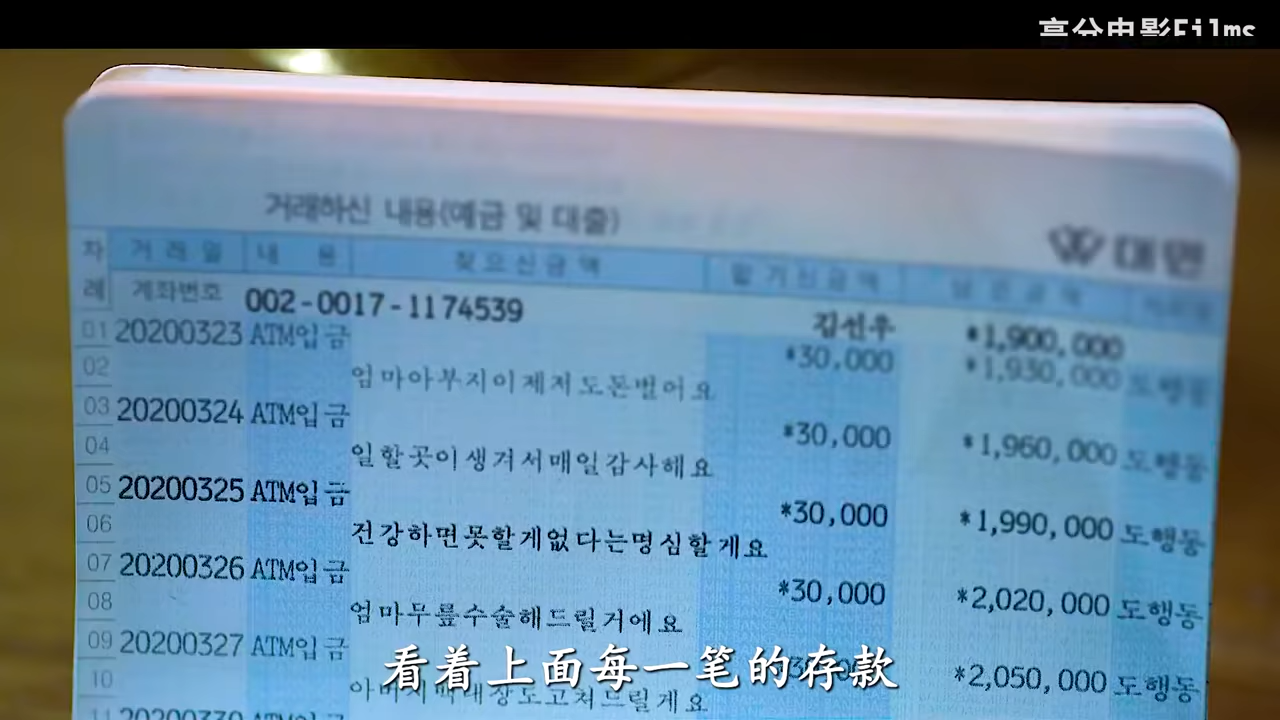 高分电影Films
거래하신 내용(예금 및 대출)
차례 거래일 내 용 찾으신금액 맡기신금액 남은금액
계좌번호 002-0017-1174539 김선우 *1,900,000
01 20200323 ATM입금 *30,000 *1,930,000 도행동
02 엄마아부지이제저도돈벌어요
03 20200324 ATM입금 *30,000 *1,960,000 도행동
04 일할곳이생겨서매일감사해요
05 20200325 ATM입금 *30,000 *1,990,000 도행동
06 건강하면못할게없다는명심할게요
07 20200326 ATM입금 *30,000 *2,020,000 도행동
08 엄마무릎수술해드릴거에요
09 20200327 ATM입금 *2,050,000 도행동
看着上面每一笔的存款
10
11 20200330 ATM입금